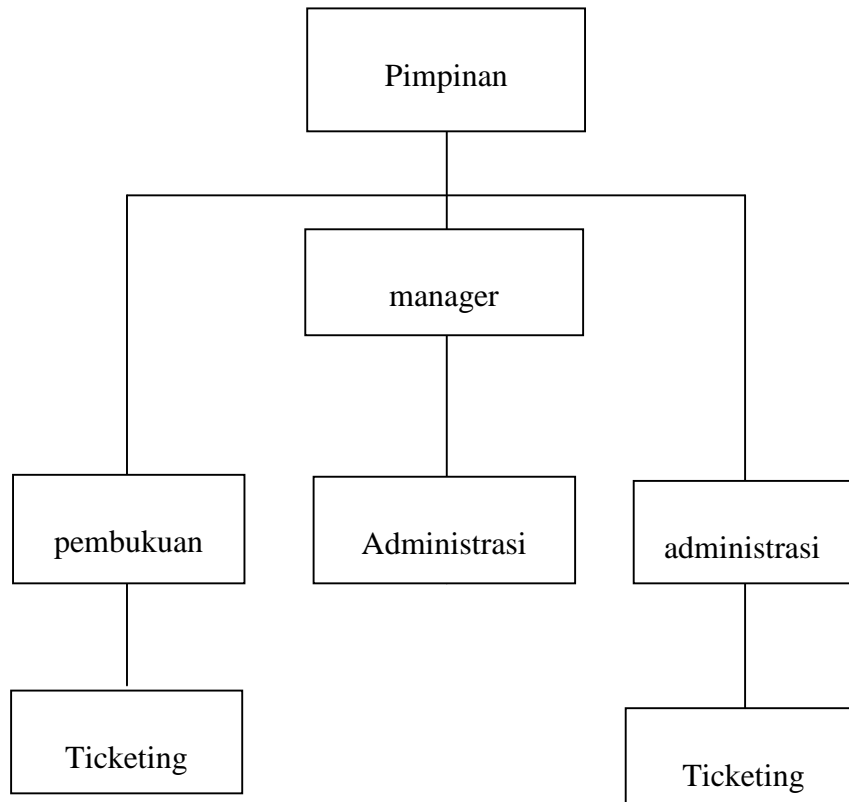 Pimpinan
manager
pembukuan
Administrasi
administrasi
Ticketing
Ticketing